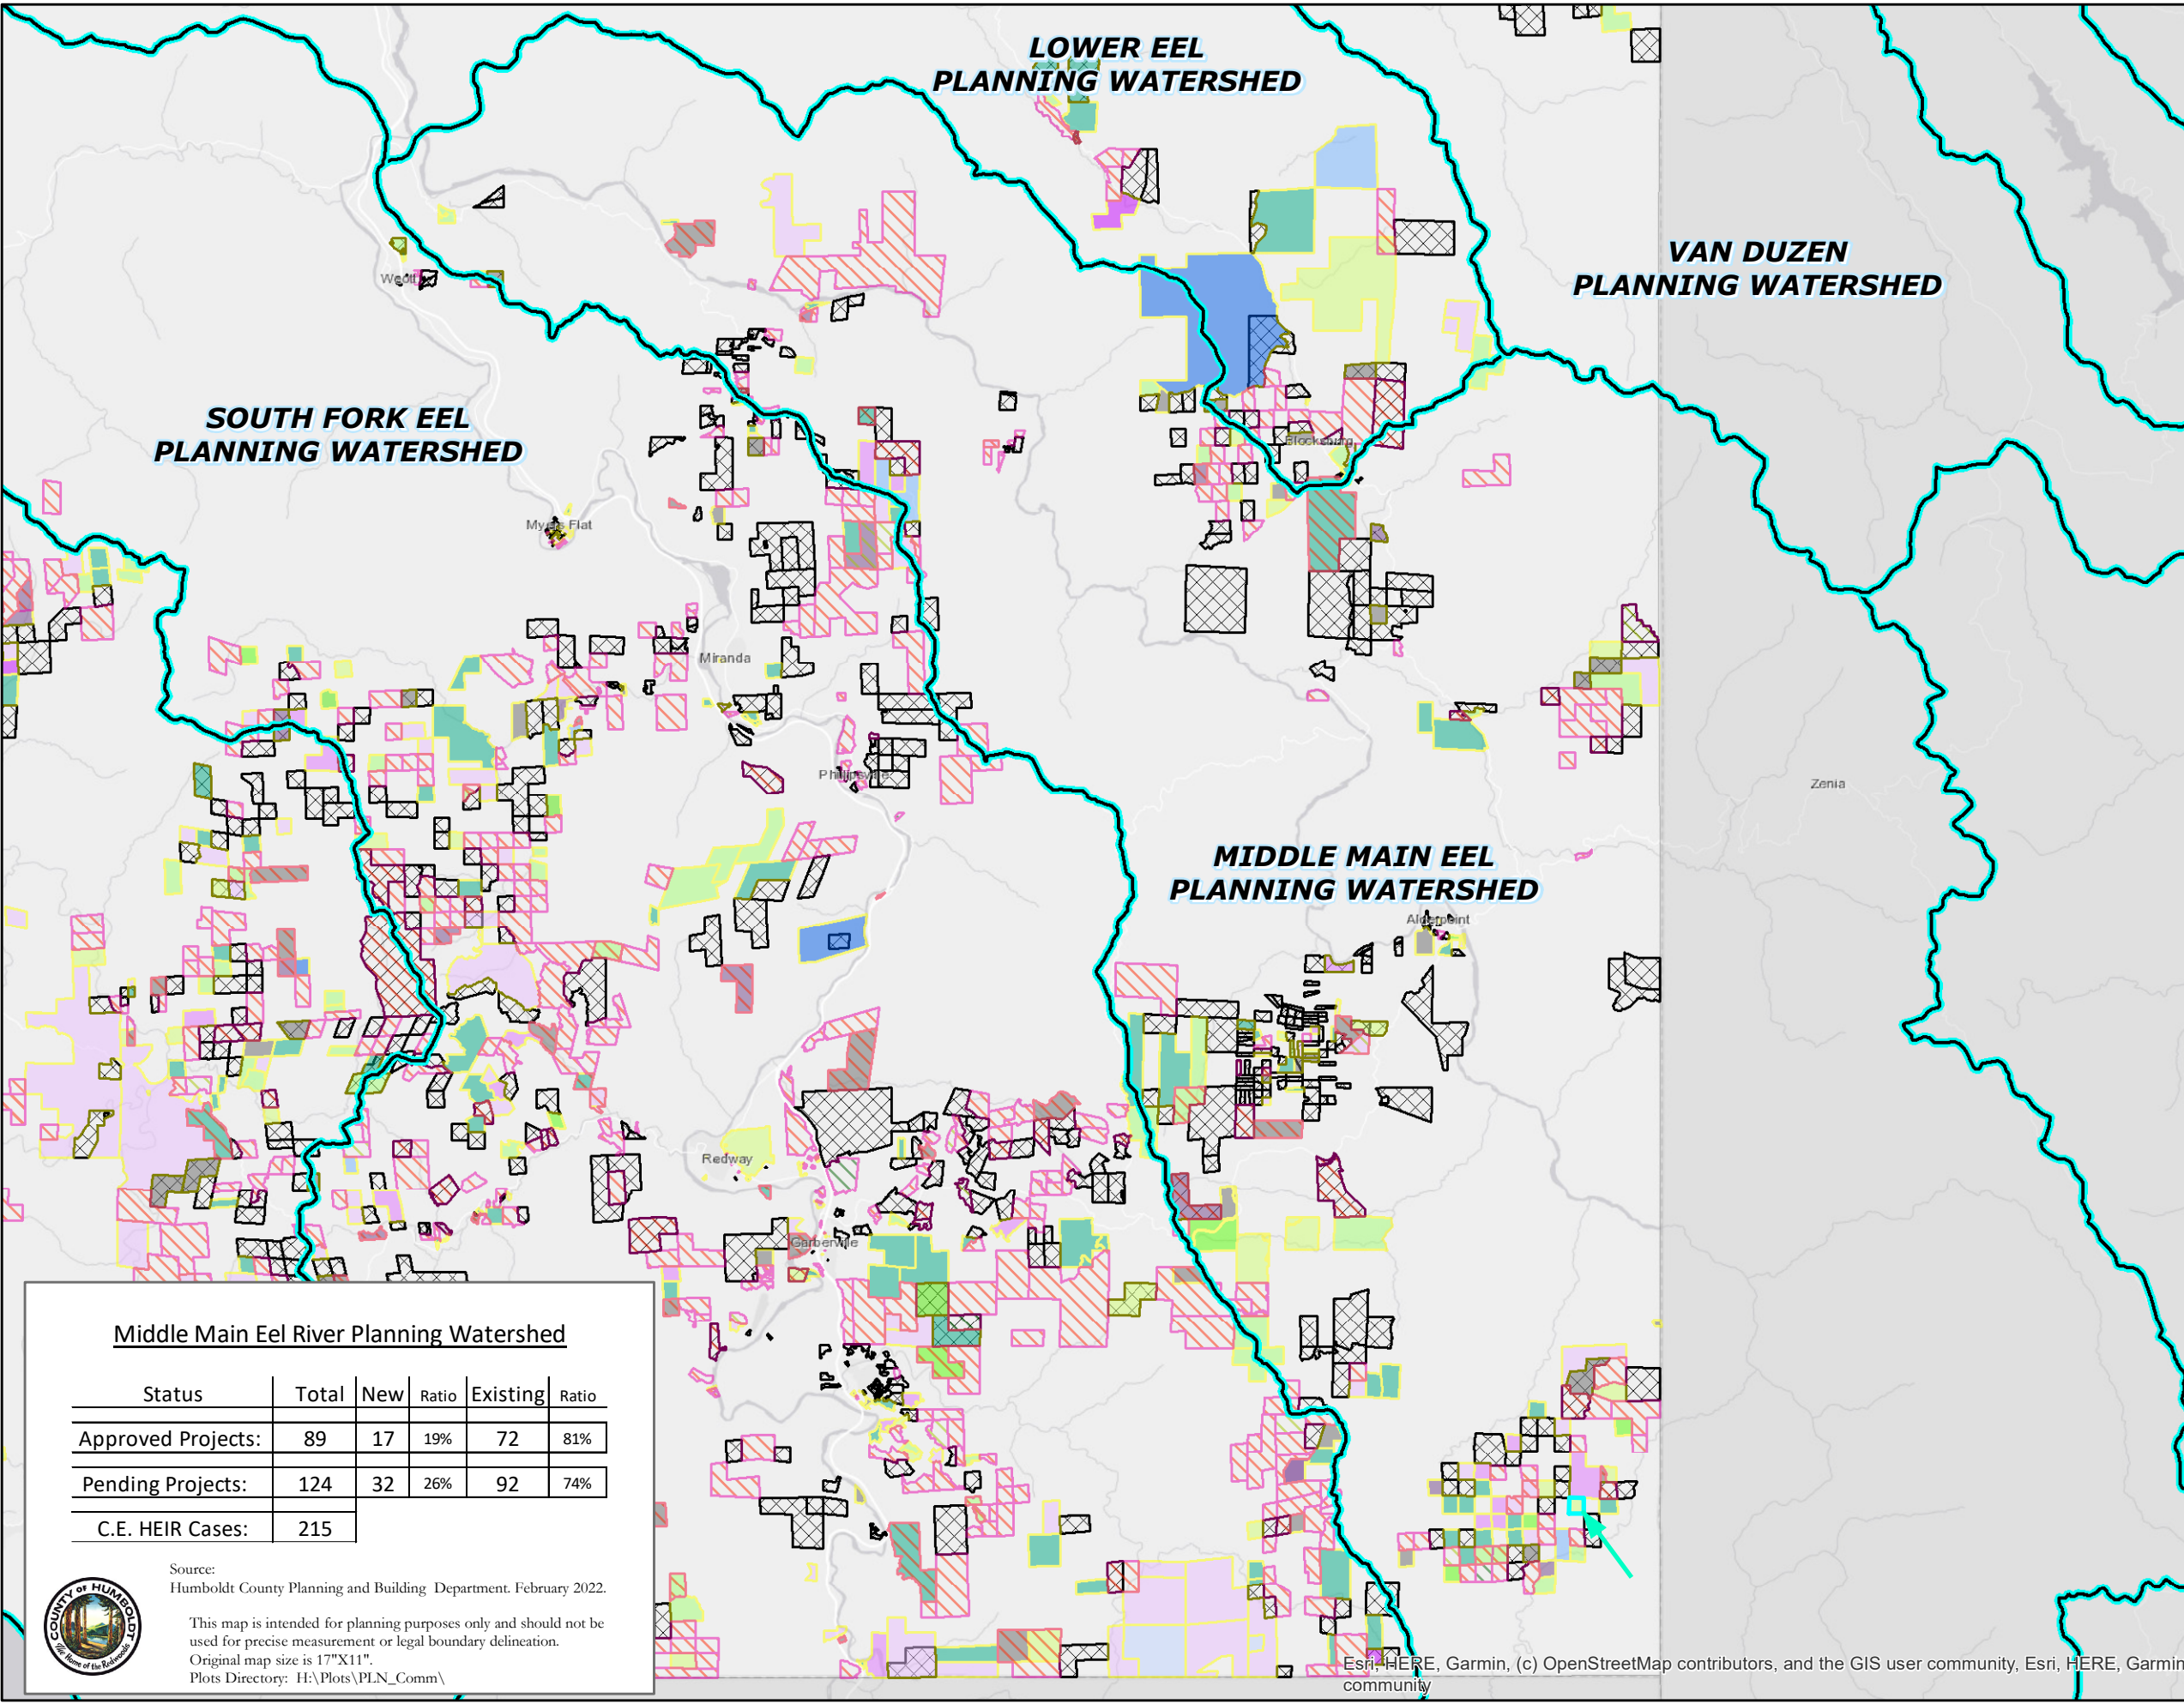 LOWER EEL
PLANNING WATERSHED
VAN DUZEN
PLANNING WATERSHED
SOUTH FORK EEL
PLANNING WATERSHED
Blocksburg
Myers Flat
Miranda
Phillipsville
Zenia
MIDDLE MAIN EEL
PLANNING WATERSHED
Alderpoint
Redway
Garberville
Middle Main Eel River Planning Watershed
Status Total New Ratio Existing Ratio
Approved Projects: 89 17 19% 72 81%
Pending Projects: 124 32 26% 92 74%
C.E. HEIR Cases: 215
Source:
Humboldt County Planning and Building Department. February 2022.
This map is intended for planning purposes only and should not be
used for precise measurement or legal boundary delineation.
Original map size is 17"X11".
Plots Directory: H:\Plots\PLN_Comm\
COUNTY OF HUMBOLDT
The Home of the Redwoods
Esri, HERE, Garmin, (c) OpenStreetMap contributors, and the GIS user community, Esri, HERE, Garmin
community